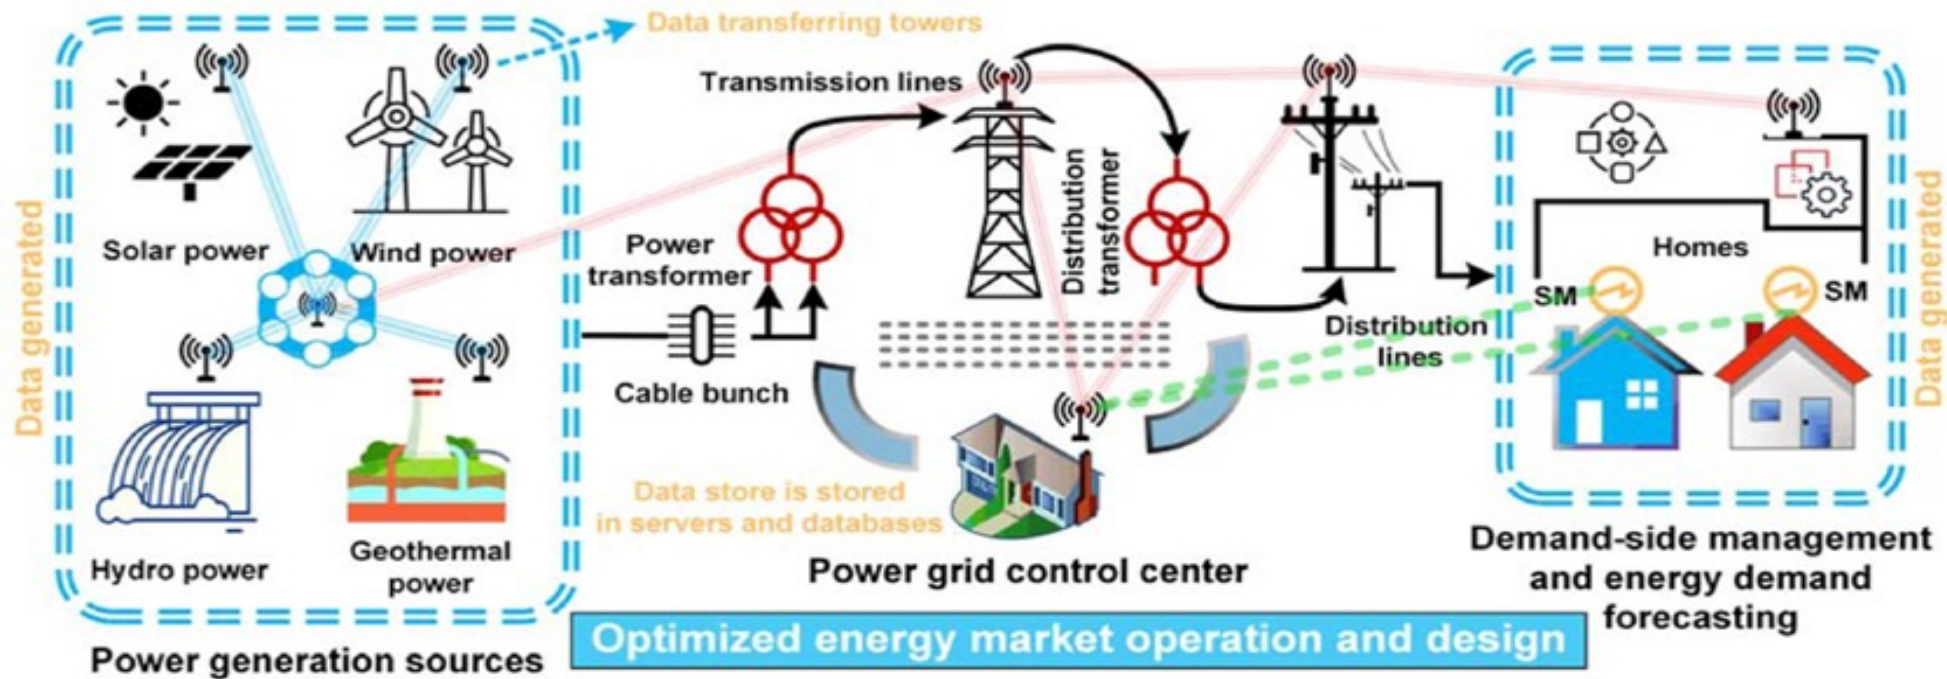 Data transferring towers
Data generated
Solar power
Wind power
Hydro power
Geothermal
power
Power generation sources
Transmission lines
Power
transformer
Cable bunch
Distribution
transformer
Distribution
lines
Data store is stored
in servers and databases
Power grid control center
Homes
SM
SM
Data generated
Demand-side management
and energy demand
forecasting
Optimized energy market operation and design